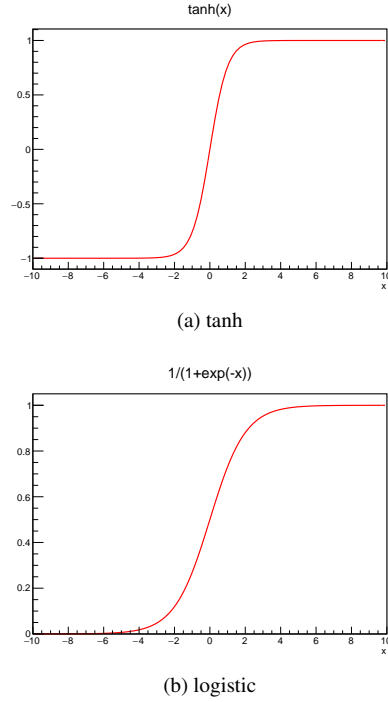 tanh(x)
1
0.5
0
−0.5
−1
−10 −8 −6 −4 −2 0 2 4 6 8 10
x
(a) tanh
1/(1+exp(-x))
1
0.8
0.6
0.4
0.2
0
−10 −8 −6 −4 −2 0 2 4 6 8 10
x
(b) logistic